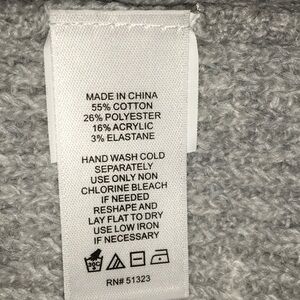 MADE IN CHINA
55% COTTON
26% POLYESTER
16% ACRYLIC
3% ELASTANE
HAND WASH COLD
SEPARATELY
USE ONLY NON
CHLORINE BLEACH
IF NEEDED
RESHAPE AND
LAY FLAT TO DRY
USE LOW IRON
IF NECESSARY
RN# 51323